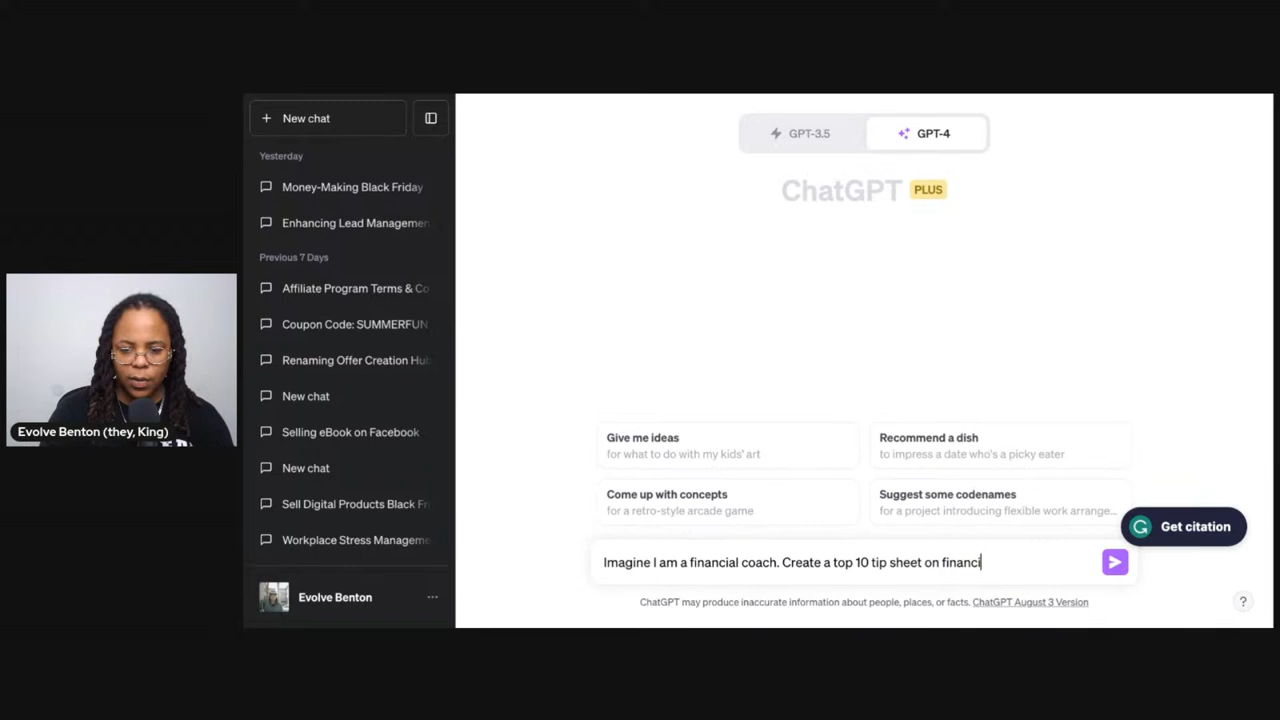 New chat
Yesterday
Money-Making Black Friday
Enhancing Lead Managemen
Previous 7 Days
Affiliate Program Terms & Co
Coupon Code: SUMMERFUN
Renaming Offer Creation Hu
New chat
Selling eBook on Facebook
New chat
Sell Digital Products Black Fr
Workplace Stress Manageme
Evolve Benton
Evolve Benton (they, King)
GPT-3.5
GPT-4
ChatGPT PLUS
Give me ideas
for what to do with my kids' art
Recommend a dish
to impress a date who's a picky eater
Come up with concepts
for a retro-style arcade game
Suggest some codenames
for a project introducing flexible work arrange...
Get citation
Imagine I am a financial coach. Create a top 10 tip sheet on financi
ChatGPT may produce inaccurate information about people, places, or facts. ChatGPT August 3 Version
?